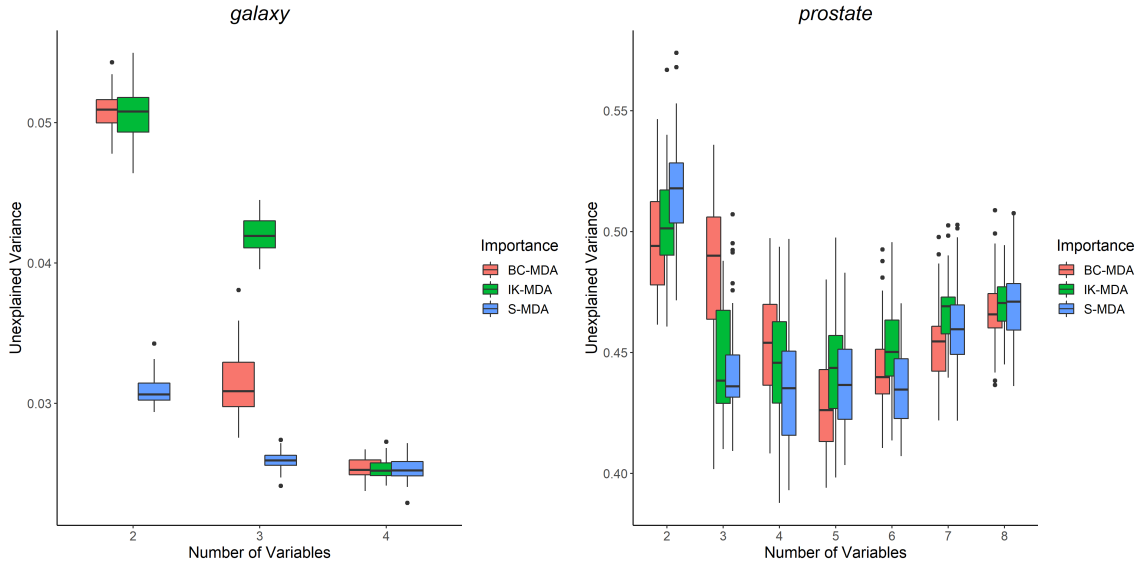 galaxy
Unexplained Variance
0.05
0.04
0.03
2 3 4
Number of Variables
Importance
BC-MDA
IK-MDA
S-MDA
prostate
Unexplained Variance
0.55
0.50
0.45
0.40
2 3 4 5 6 7 8
Number of Variables
Importance
BC-MDA
IK-MDA
S-MDA